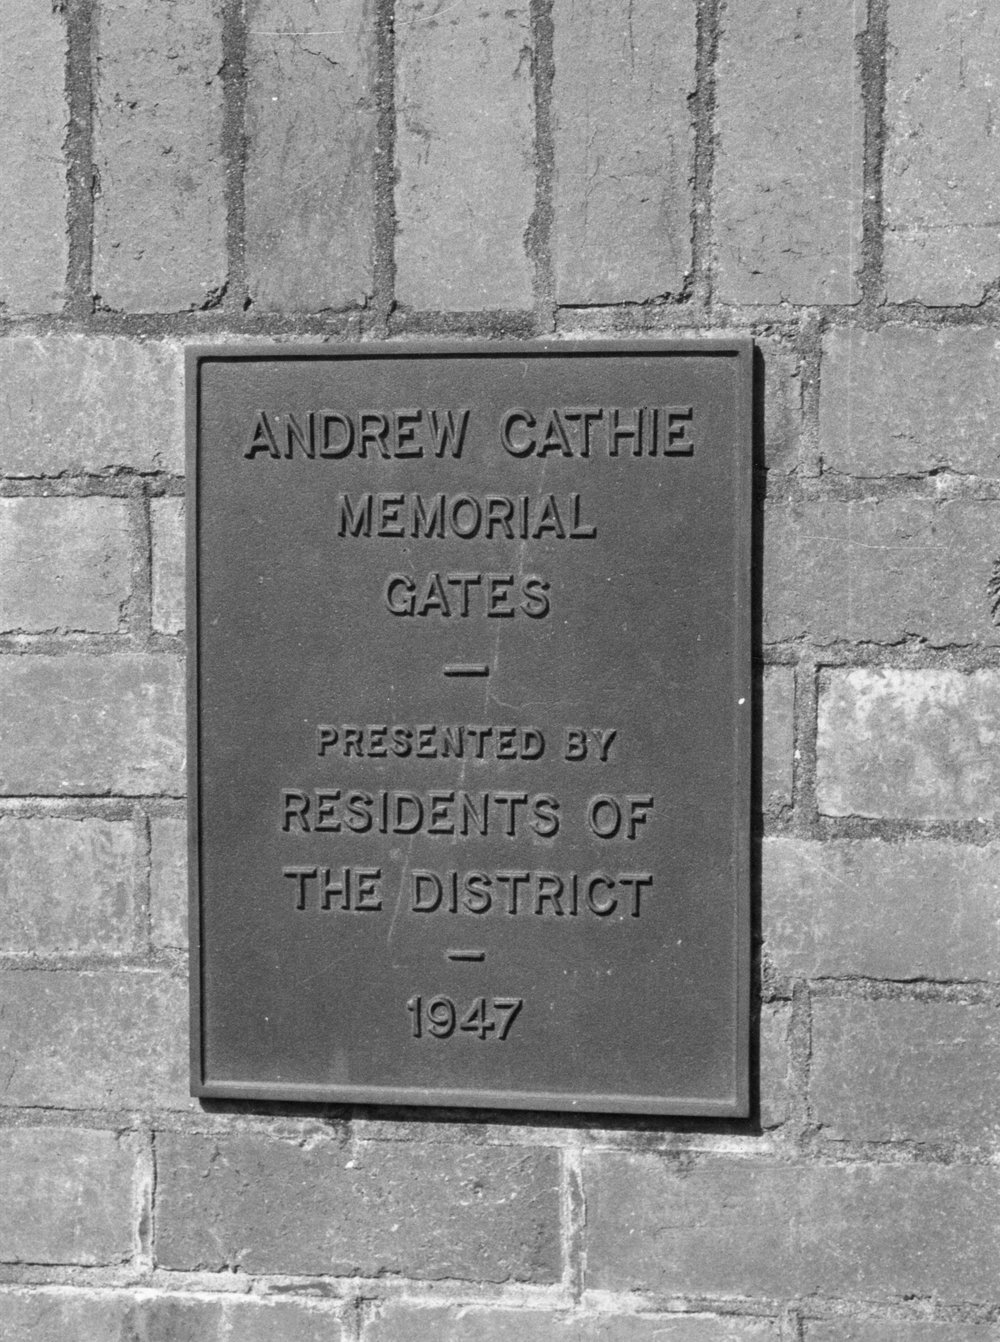 ANDREW CATHIE
MEMORIAL
GATES
—
PRESENTED BY
RESIDENTS OF
THE DISTRICT
—
1947